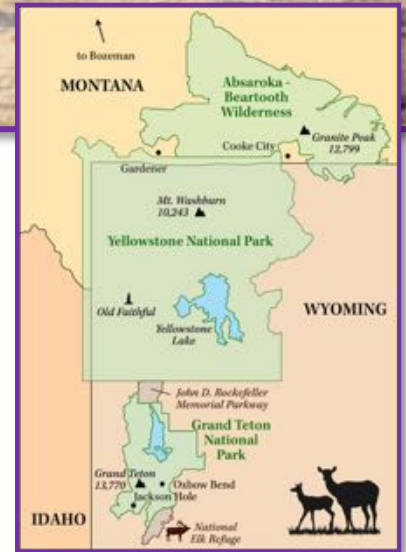 to Bozeman
MONTANA
Absaroka -
Beartooth
Wilderness
Granite Peak
12,799
Cooke City
Gardener
Mt. Washburn
10,243
Yellowstone National Park
Old Faithful
WYOMING
Yellowstone
Lake
John D. Rockefeller
Memorial Parkway
Grand Teton
National
Park
Grand Teton
13,770
Oxbow Bend
Jackson Hole
IDAHO
National
Elk Refuge